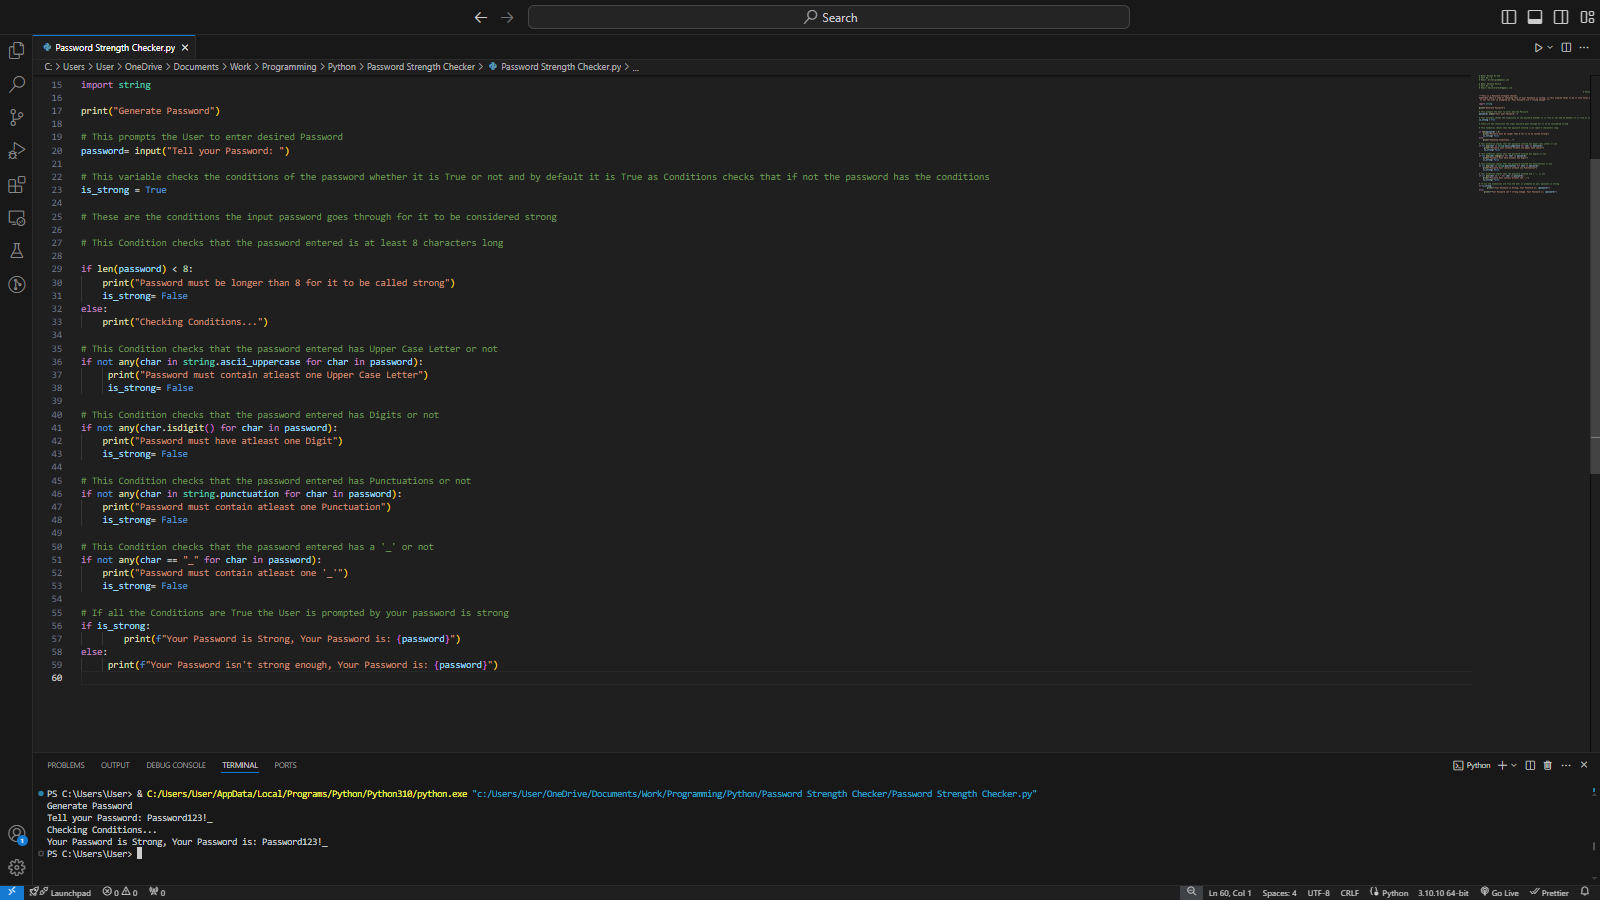 Search
Password Strength Checker.py
C: > Users > User > OneDrive > Documents > Work > Programming > Python > Password Strength Checker > Password Strength Checker.py > ...
15 import string
16
17 print("Generate Password")
18
19 # This prompts the User to enter desired Password
20 password= input("Tell your Password: ")
21
22 # This variable checks the conditions of the password whether it is True or not and by default it is True as Conditions checks that if not the password has the conditions
23 is_strong = True
24
25 # These are the conditions the input password goes through for it to be considered strong
26
27 # This Condition checks that the password entered is at least 8 characters long
28
29 if len(password) < 8:
30 print("Password must be longer than 8 for it to be called strong")
31 is_strong= False
32 else:
33 print("Checking Conditions...")
34
35 # This Condition checks that the password entered has Upper Case Letter or not
36 if not any(char in string.ascii_uppercase for char in password):
37 print("Password must contain atleast one Upper Case Letter")
38 is_strong= False
39
40 # This Condition checks that the password entered has Digits or not
41 if not any(char.isdigit() for char in password):
42 print("Password must have atleast one Digit")
43 is_strong= False
44
45 # This Condition checks that the password entered has Punctuations or not
46 if not any(char in string.punctuation for char in password):
47 print("Password must contain atleast one Punctuation")
48 is_strong= False
49
50 # This Condition checks that the password entered has a '_' or not
51 if not any(char == "_" for char in password):
52 print("Password must contain atleast one '_'")
53 is_strong= False
54
55 # If all the Conditions are True the User is prompted by your password is strong
56 if is_strong:
57 print(f"Your Password is Strong, Your Password is: {password}")
58 else:
59 print(f"Your Password isn't strong enough, Your Password is: {password}")
60
PROBLEMS OUTPUT DEBUG CONSOLE TERMINAL PORTS Python
PS C:\Users\User> & C:/Users/User/AppData/Local/Programs/Python/Python310/python.exe "c:/Users/User/OneDrive/Documents/Work/Programming/Python/Password Strength Checker/Password Strength Checker.py"
Generate Password
Tell your Password: Password123!_
Checking Conditions...
Your Password is Strong, Your Password is: Password123!_
PS C:\Users\User>
1
Launchpad 0 0 0 Ln 60, Col 1 Spaces: 4 UTF-8 CRLF Python 3.10.10 64-bit Go Live Prettier